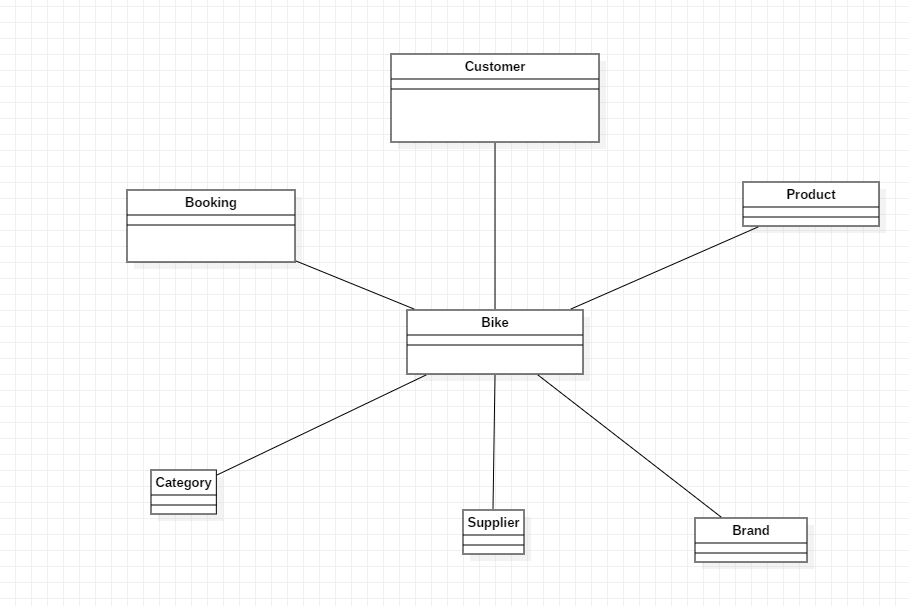 Customer
Booking
Product
Bike
Category
Supplier
Brand